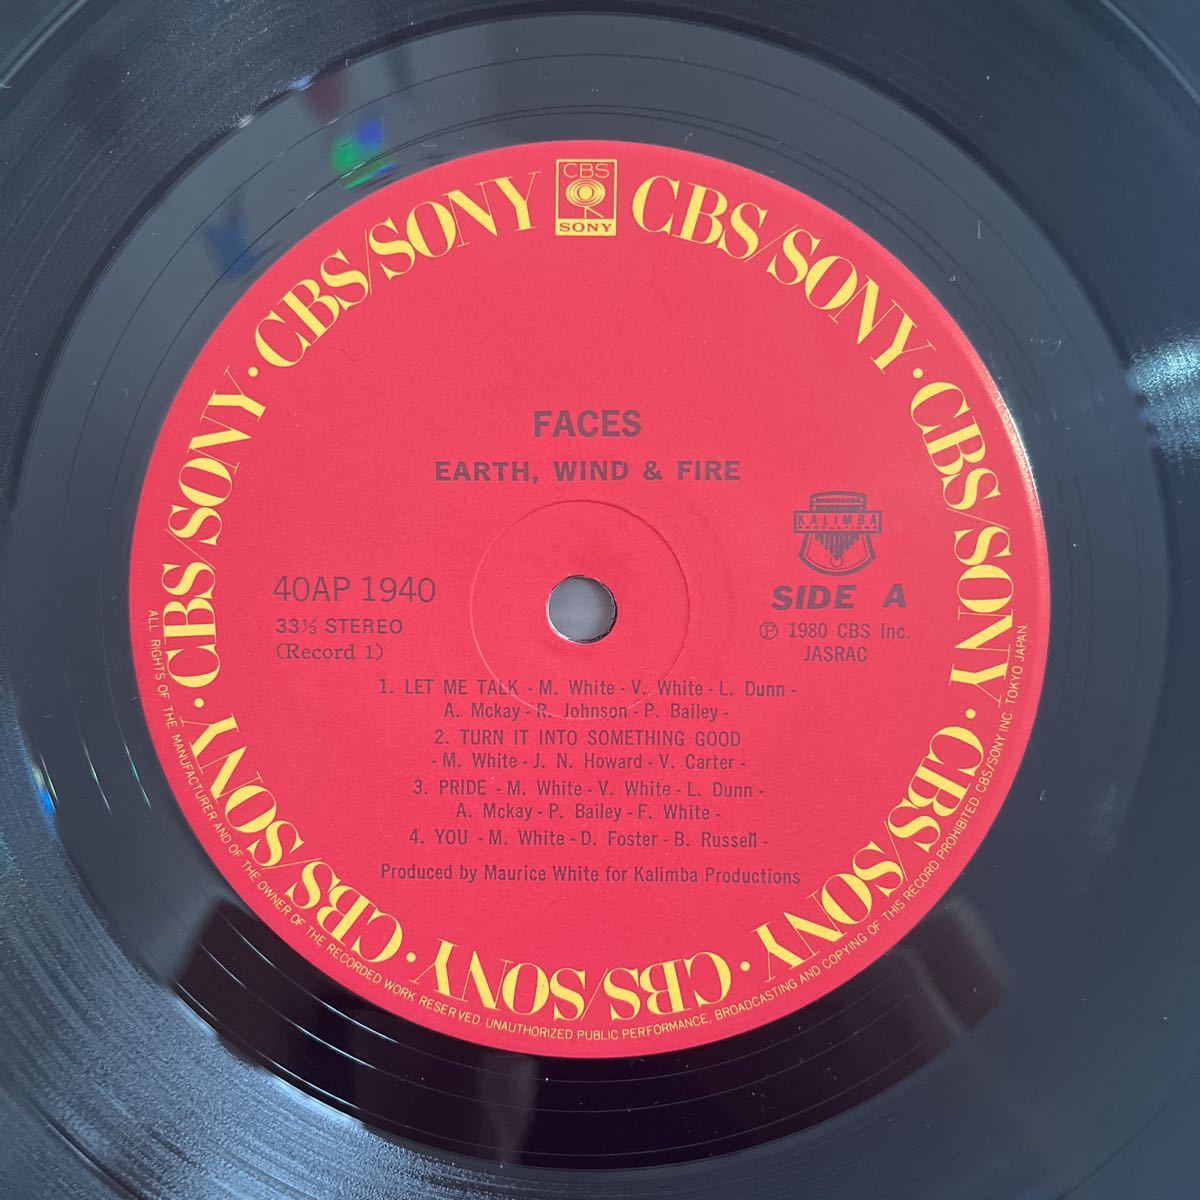 CBS
SONY
CBS/SONY · CBS/SONY · CBS/SONY · CBS/SONY · CBS/SONY · CBS/SONY · CBS/SONY · CBS/SONY
FACES
EARTH, WIND & FIRE
KALIMBA
PRODUCTIONS
40AP 1940
SIDE A
33⅓ STEREO
Ⓟ 1980 CBS Inc.
(Record 1)
JASRAC
1. LET ME TALK - M. White - V. White - L. Dunn -
A. Mckay - R. Johnson - P. Bailey -
2. TURN IT INTO SOMETHING GOOD
- M. White - J. N. Howard - V. Carter -
3. PRIDE - M. White - V. White - L. Dunn -
A. Mckay - P. Bailey - F. White -
4. YOU - M. White - D. Foster - B. Russell -
Produced by Maurice White for Kalimba Productions
ALL RIGHTS OF THE MANUFACTURER AND OF THE OWNER OF THE RECORDED WORK RESERVED. UNAUTHORIZED PUBLIC PERFORMANCE, BROADCASTING AND COPYING OF THIS RECORD PROHIBITED. CBS/SONY INC. TOKYO JAPAN.